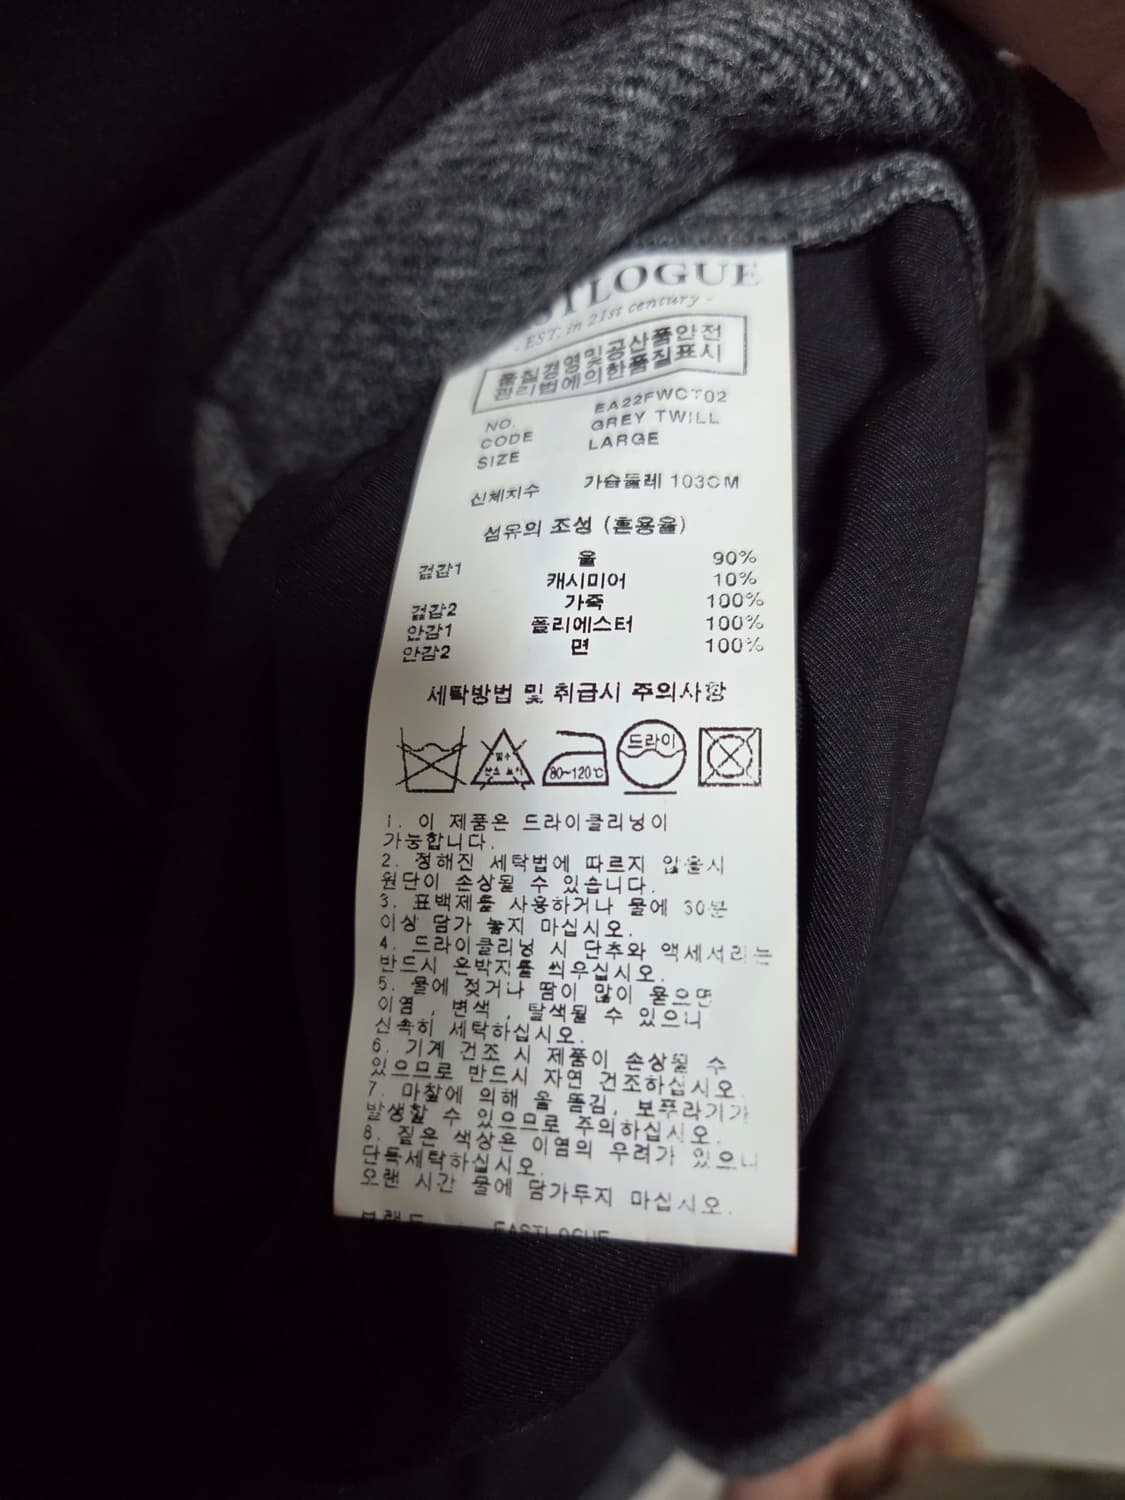 STLOGUE
- EST. in 21st century -
품질경영및공산품안전
관리법에의한품질표시
NO. EA22FWCT02
CODE GREY TWILL
SIZE LARGE
신체치수 가슴둘레 103CM
섬유의 조성 (혼용율)
겉감1 울 90%
캐시미어 10%
겉감2 가죽 100%
안감1 폴리에스터 100%
안감2 면 100%
세탁방법 및 취급시 주의사항
염소
산소 표백
80~120℃
드라이
1. 이 제품은 드라이클리닝이
가능합니다.
2. 정해진 세탁법에 따르지 않을시
원단이 손상될 수 있습니다.
3. 표백제를 사용하거나 물에 30분
이상 담가 놓지 마십시오.
4. 드라이클리닝 시 단추와 액세서리는
반드시 은박지를 씌우십시오.
5. 물에 젖거나 땀이 많이 묻으면
이염 , 변색 , 탈색될 수 있으니
신속히 세탁하십시오.
6. 기계 건조 시 제품이 손상될 수
있으므로 반드시 자연 건조하십시오.
7. 마찰에 의해 올 뜯김, 보푸라기가
발생할 수 있으므로 주의하십시오.
8. 짙은 색상은 이염의 우려가 있으니
단독세탁하십시오.
오랜 시간 물에 담가두지 마십시오.
브랜드 EASTLOGUE